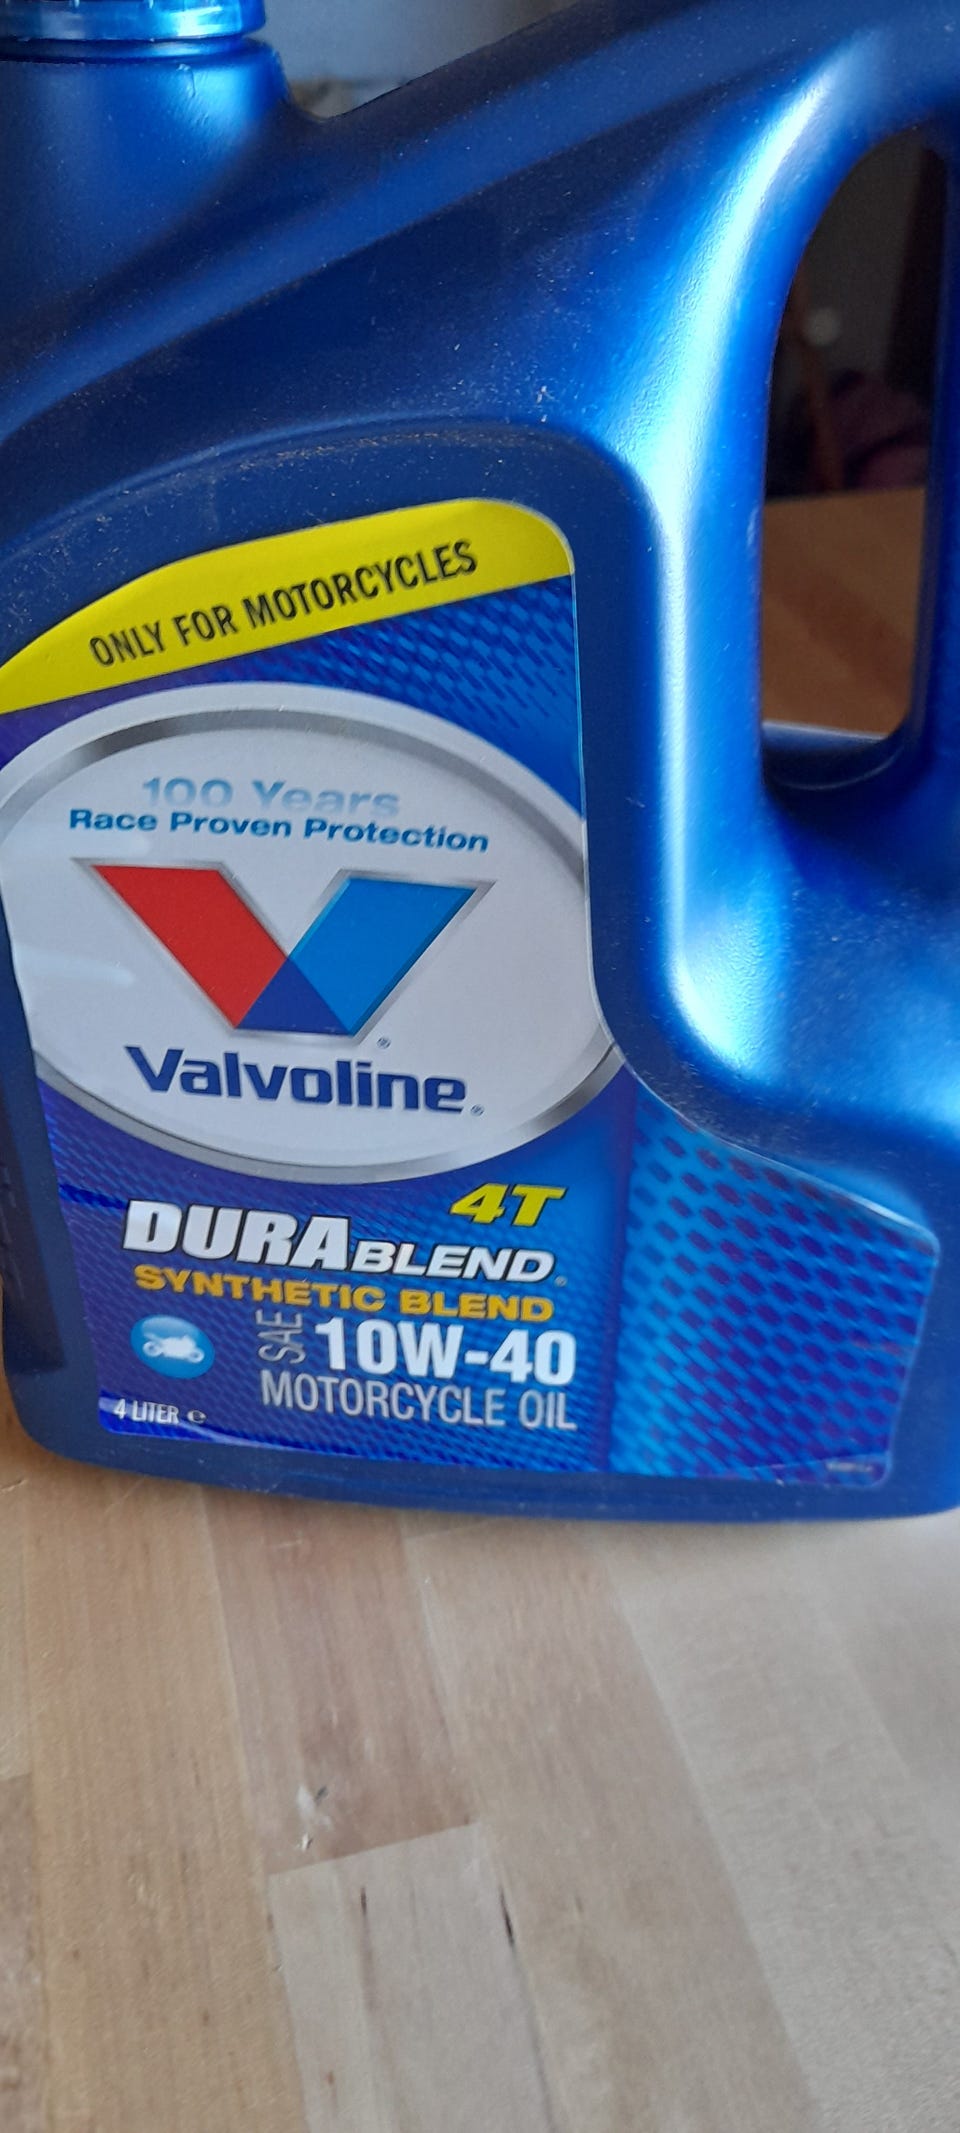 ONLY FOR MOTORCYCLES
100 Years
Race Proven Protection
Valvoline®
4T
DURABLEND®
SYNTHETIC BLEND
SAE 10W-40
MOTORCYCLE OIL
4 LITER ℮